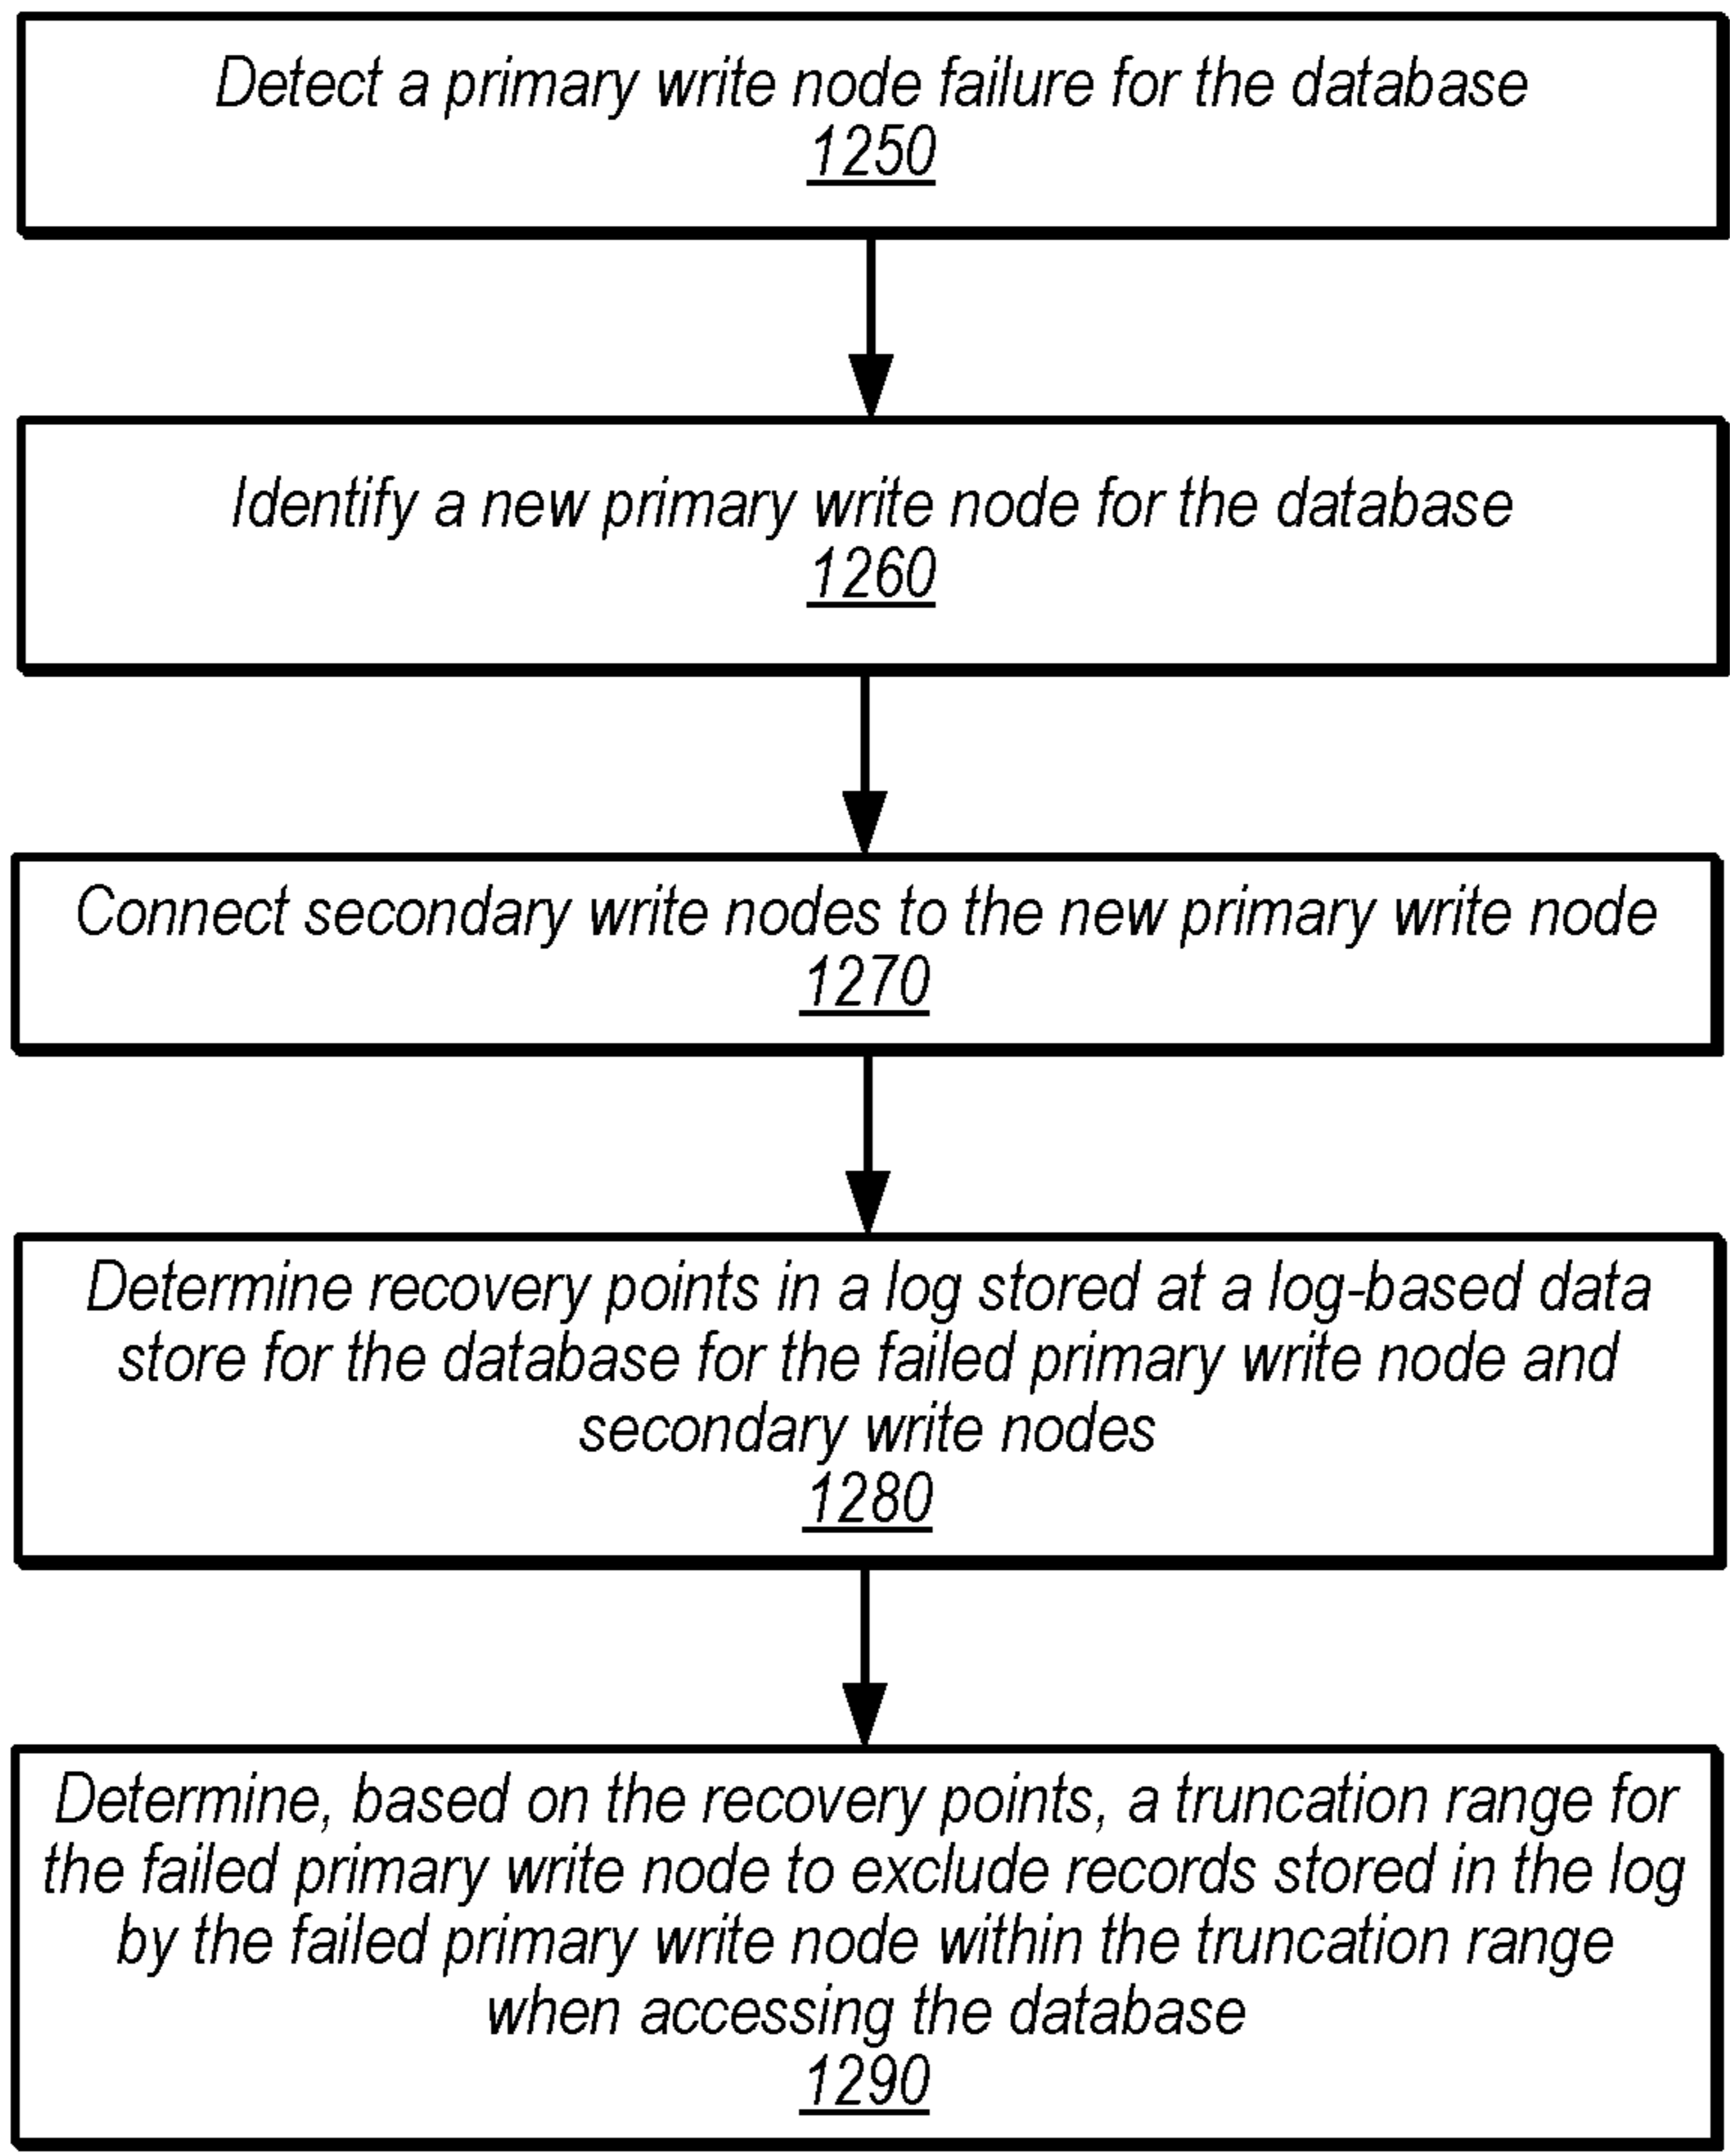 Detect a primary write node failure for the database
1250
Identify a new primary write node for the database
1260
Connect secondary write nodes to the new primary write node
1270
Determine recovery points in a log stored at a log-based data
store for the database for the failed primary write node and
secondary write nodes
1280
Determine, based on the recovery points, a truncation range for
the failed primary write node to exclude records stored in the log
by the failed primary write node within the truncation range
when accessing the database
1290